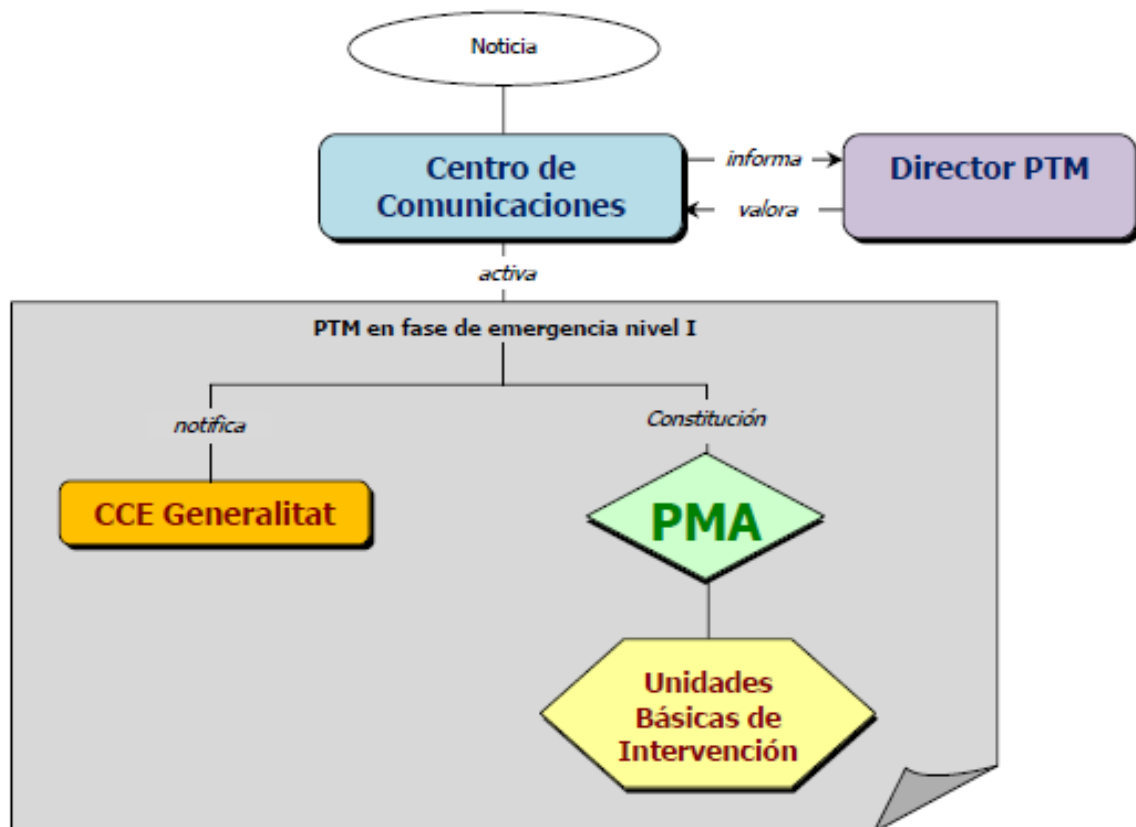 Noticia
Centro de
Comunicaciones
informa
valora
Director PTM
activa
PTM en fase de emergencia nivel I
notifica
Constitución
CCE Generalitat
PMA
Unidades
Básicas de
Intervención